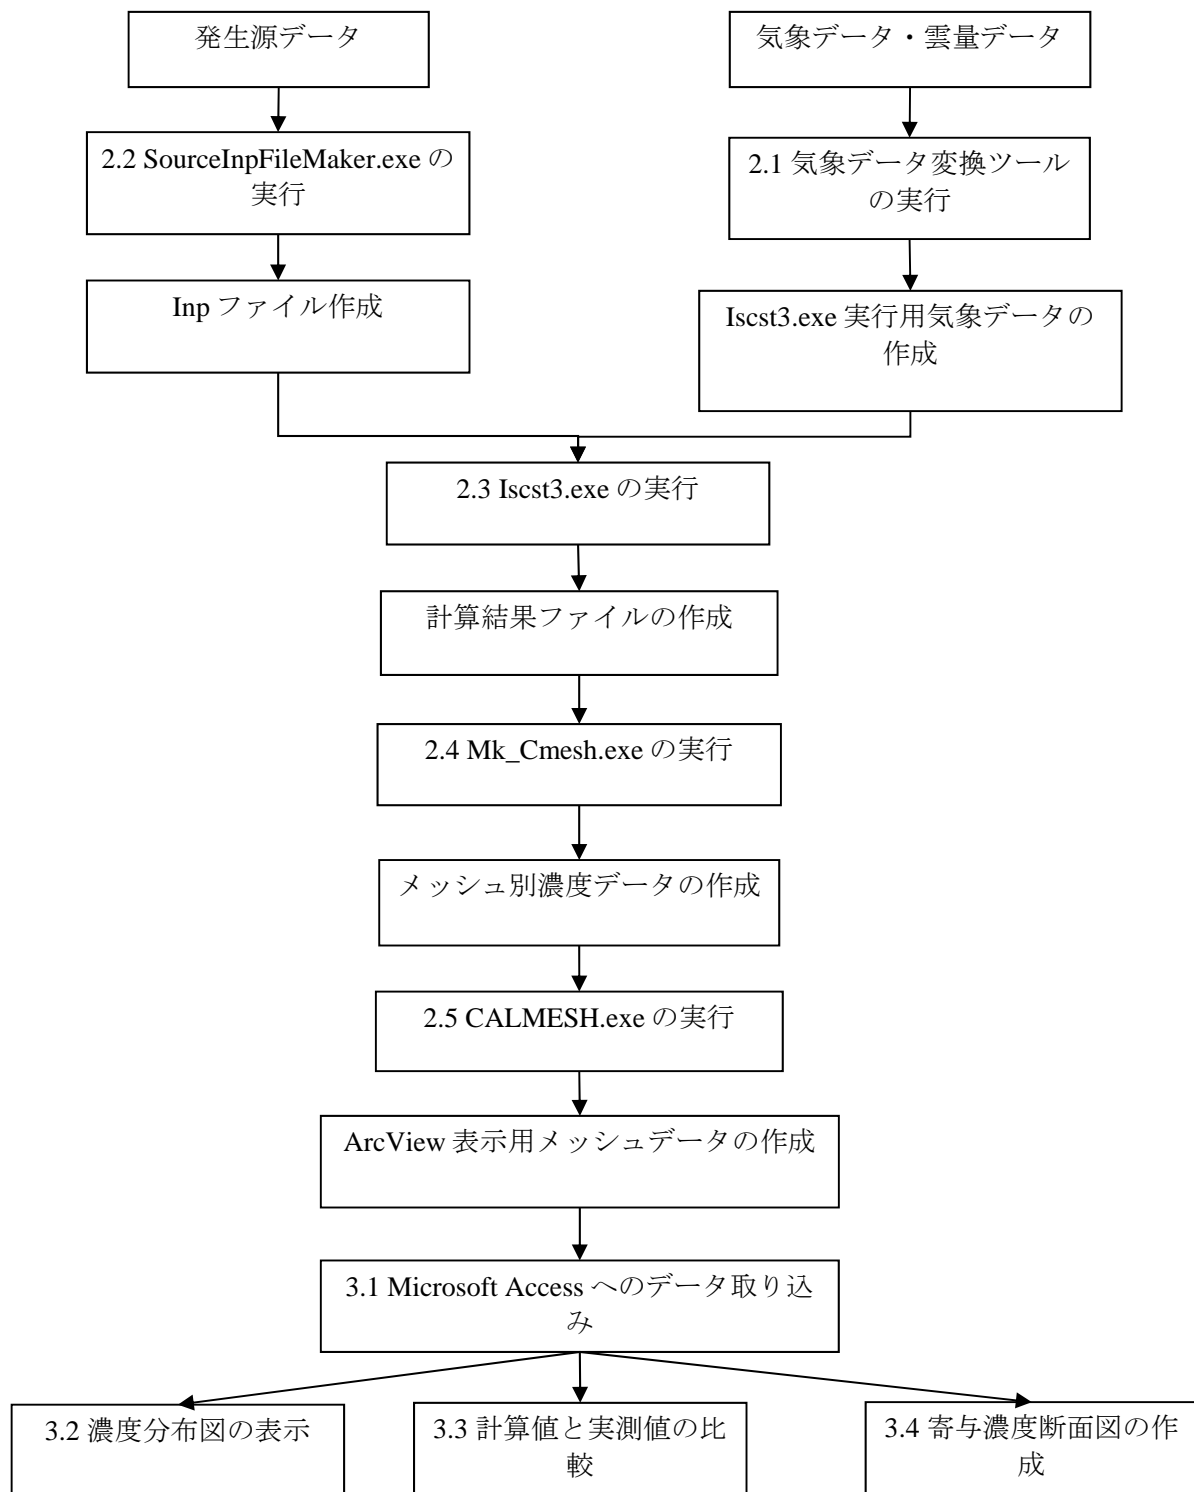 発生源データ
気象データ・雲量データ
2.2 SourceInpFileMaker.exe の
実行
2.1 気象データ変換ツール
の実行
Inp ファイル作成
Iscst3.exe 実行用気象データの
作成
2.3 Iscst3.exe の実行
計算結果ファイルの作成
2.4 Mk_Cmesh.exe の実行
メッシュ別濃度データの作成
2.5 CALMESH.exe の実行
ArcView 表示用メッシュデータの作成
3.1 Microsoft Access へのデータ取り込
み
3.2 濃度分布図の表示
3.3 計算値と実測値の比
較
3.4 寄与濃度断面図の作
成